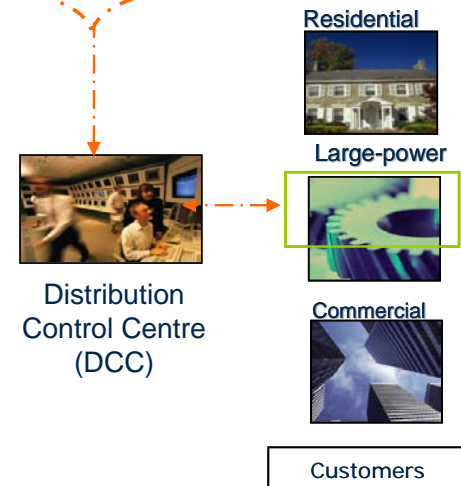 Residential
Large-power
Distribution
Control Centre
(DCC)
Commercial
Customers